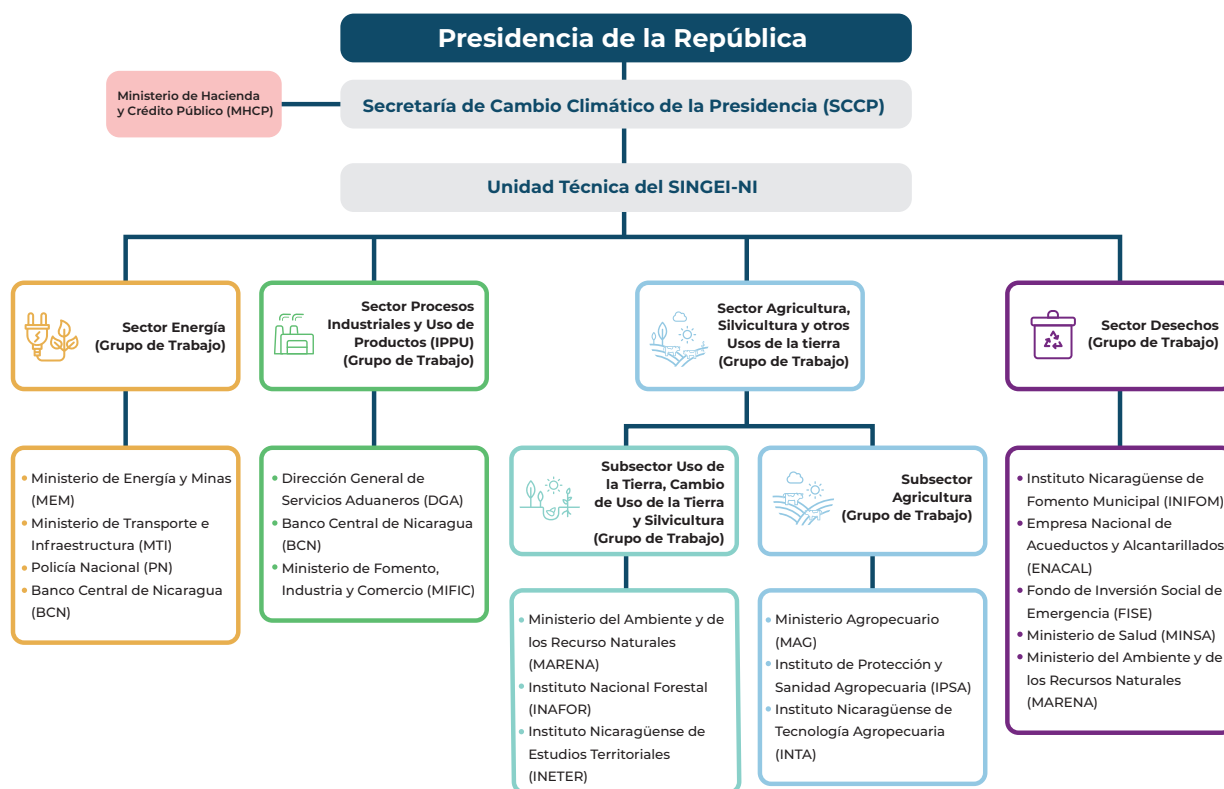 Presidencia de la República
Ministerio de Hacienda
y Crédito Público (MHCP)
Secretaría de Cambio Climático de la Presidencia (SCCP)
Unidad Técnica del SINGEI-NI
Sector Energía
(Grupo de Trabajo)
Sector Procesos
Industriales y Uso de
Productos (IPPU)
(Grupo de Trabajo)
Sector Agricultura,
Silvicultura y otros
Usos de la tierra
(Grupo de Trabajo)
Sector Desechos
(Grupo de Trabajo)
• Ministerio de Energía y Minas
(MEM)
• Ministerio de Transporte e
Infraestructura (MTI)
• Policía Nacional (PN)
• Banco Central de Nicaragua
(BCN)
• Dirección General de
Servicios Aduaneros (DGA)
• Banco Central de Nicaragua
(BCN)
• Ministerio de Fomento,
Industria y Comercio (MIFIC)
Subsector Uso de
la Tierra, Cambio
de Uso de la Tierra
y Silvicultura
(Grupo de Trabajo)
Subsector
Agricultura
(Grupo de Trabajo)
• Instituto Nicaragüense de
Fomento Municipal (INIFOM)
• Empresa Nacional de
Acueductos y Alcantarillados
(ENACAL)
• Fondo de Inversión Social de
Emergencia (FISE)
• Ministerio de Salud (MINSA)
• Ministerio del Ambiente y de
los Recursos Naturales
(MARENA)
• Ministerio del Ambiente y de
los Recurso Naturales
(MARENA)
• Instituto Nacional Forestal
(INAFOR)
• Instituto Nicaragüense de
Estudios Territoriales
(INETER)
• Ministerio Agropecuario
(MAG)
• Instituto de Protección y
Sanidad Agropecuaria (IPSA)
• Instituto Nicaragüense de
Tecnología Agropecuaria
(INTA)